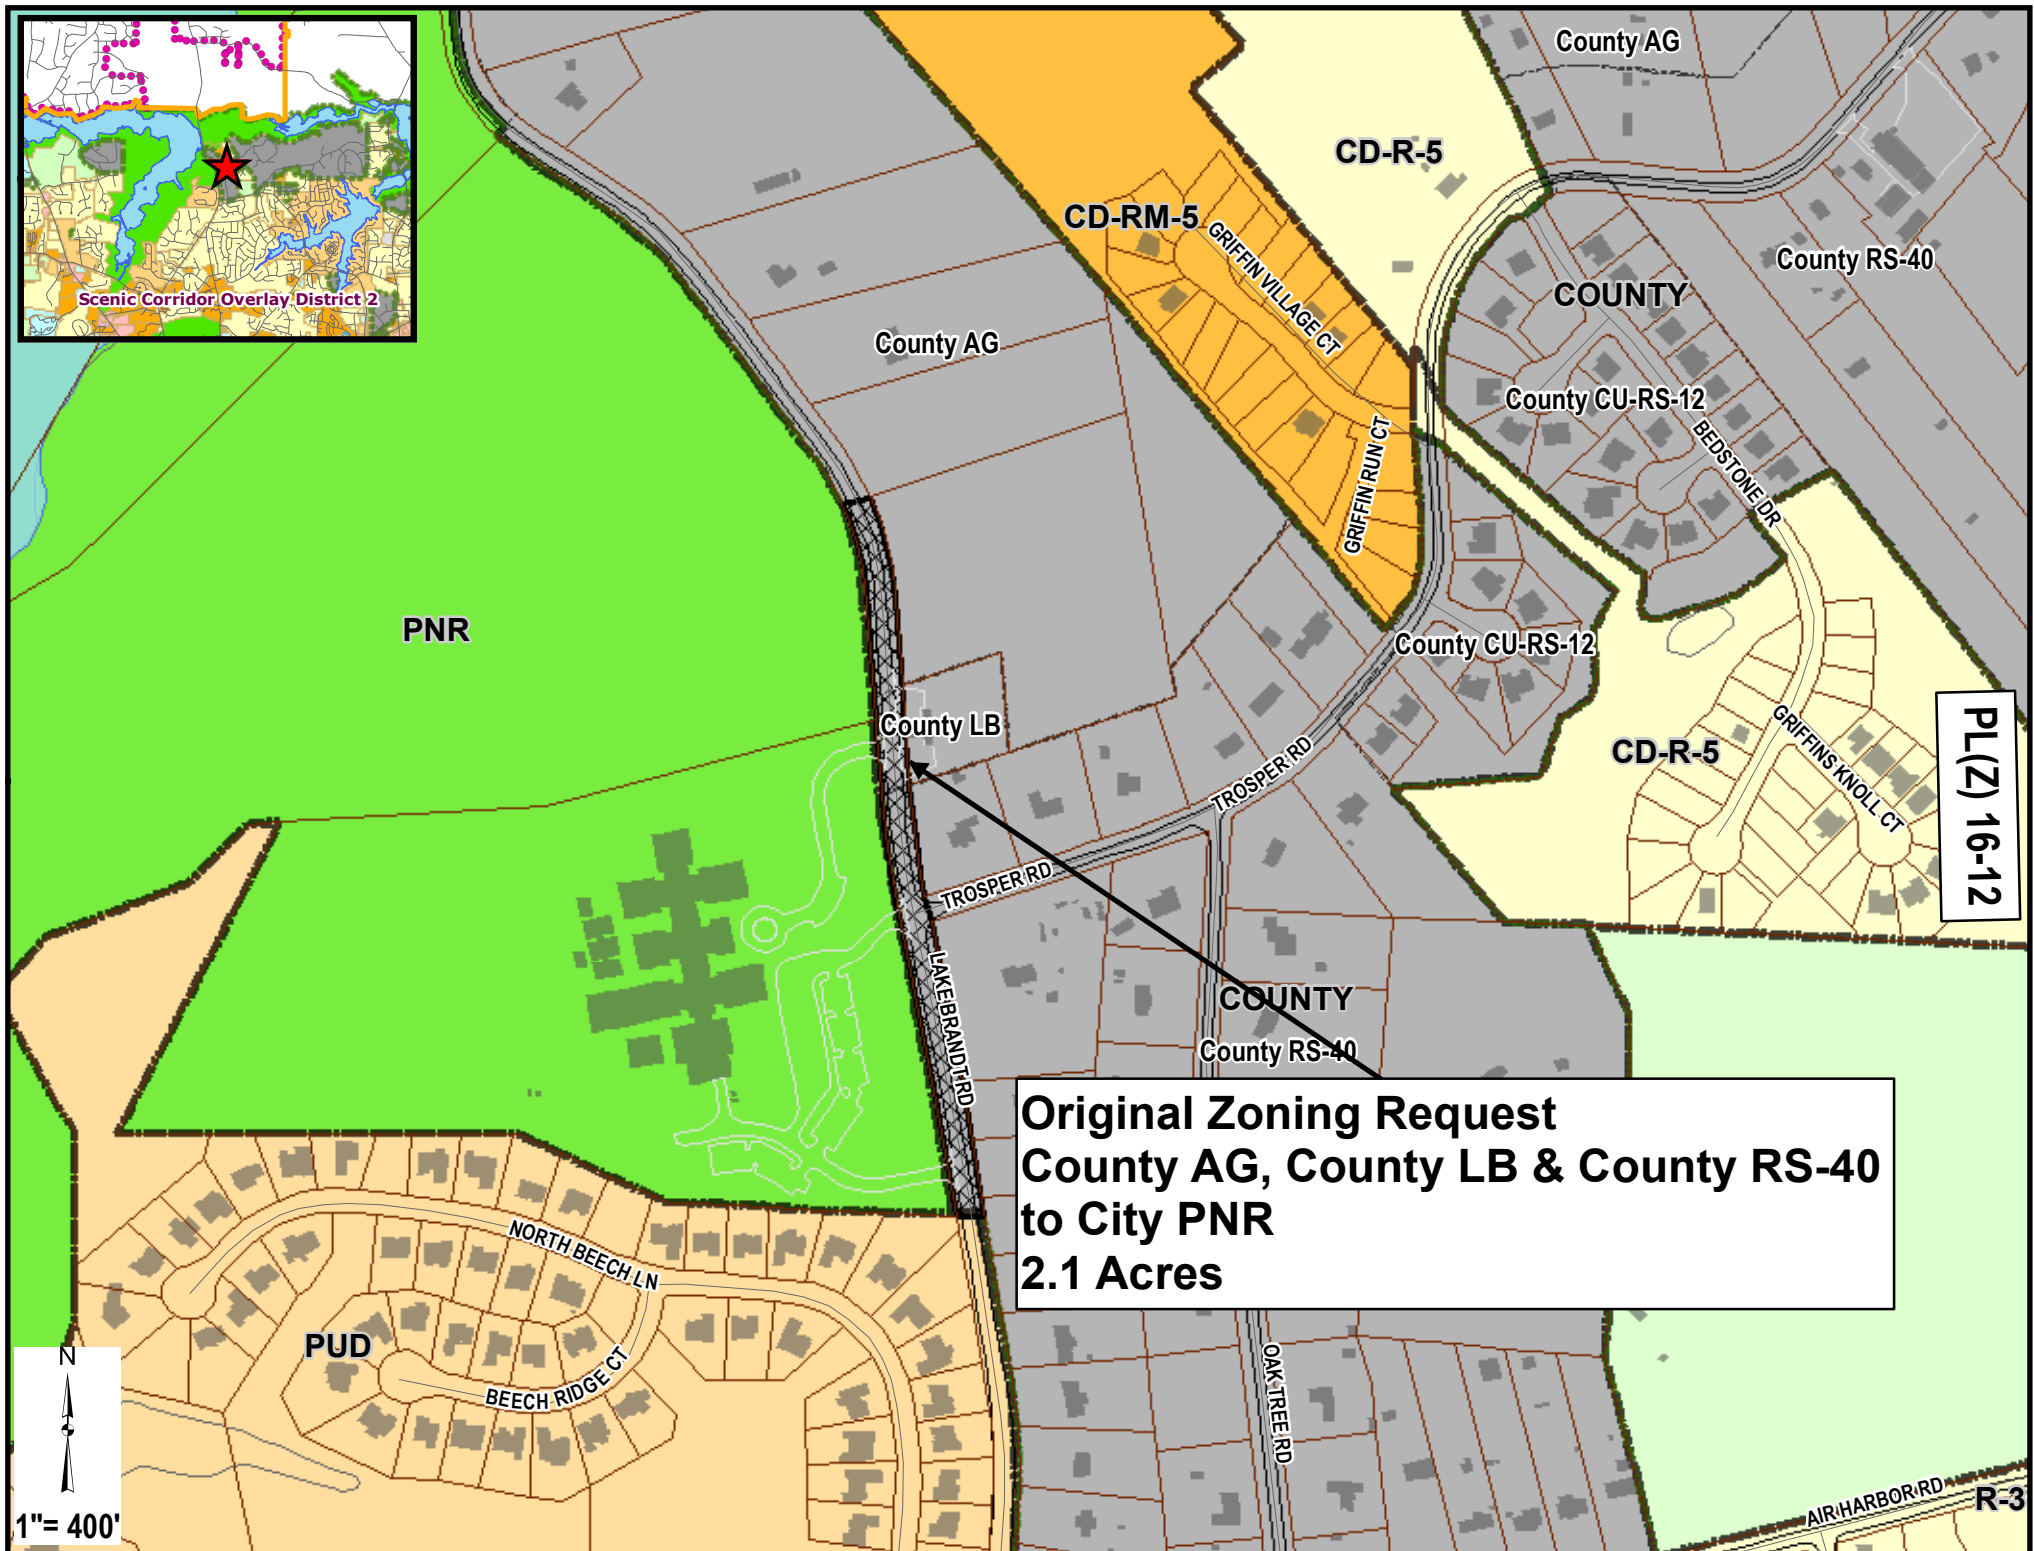 Scenic Corridor Overlay District 2
County AG
CD-R-5
CD-RM-5
GRIFFIN VILLAGE CT
County RS-40
COUNTY
County AG
County CU-RS-12
BEDSTONE DR
GRIFFIN RUN CT
PNR
County CU-RS-12
County LB
GRIFFINS KNOLL CT
CD-R-5
PL(Z) 16-12
TROSPER RD
TROSPER RD
LAKE BRANDT RD
COUNTY
County RS-40
Original Zoning Request
County AG, County LB & County RS-40
to City PNR
2.1 Acres
NORTH BEECH LN
PUD
BEECH RIDGE CT
OAK TREE RD
N
1"= 400'
AIR HARBOR RD
R-3